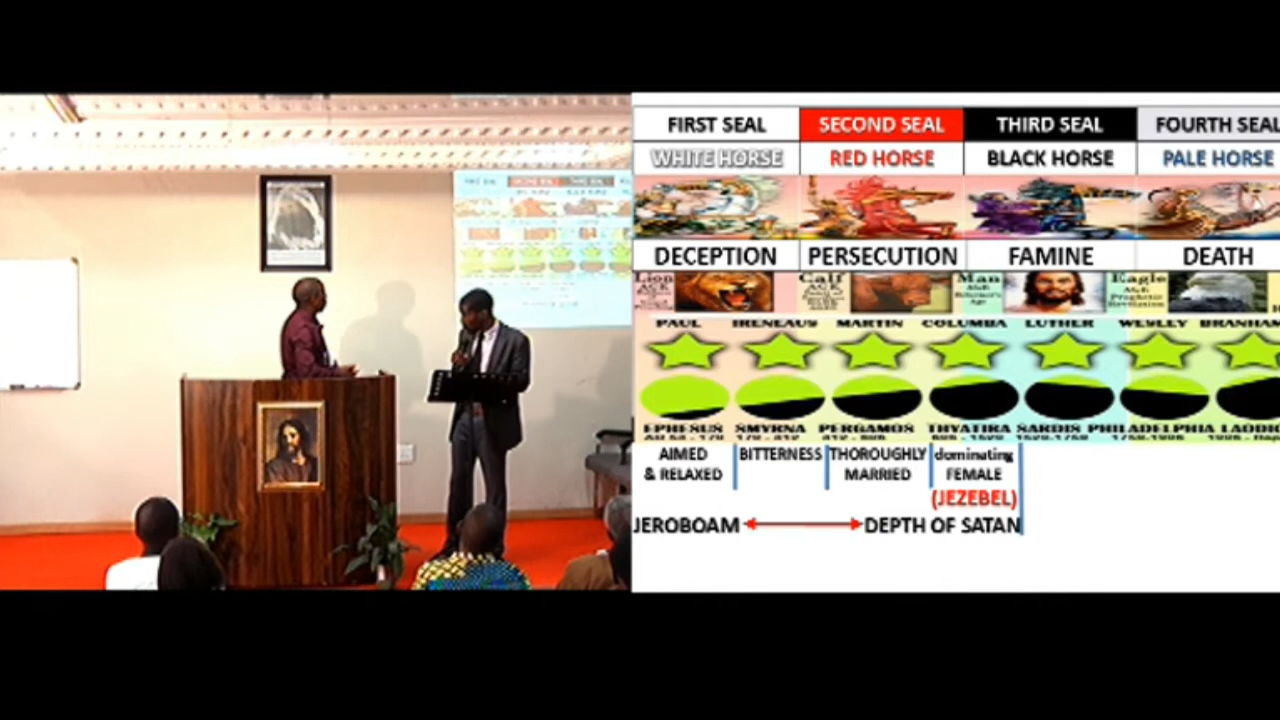 FIRST SEAL SECOND SEAL THIRD SEAL FOURTH SEAL
WHITE HORSE RED HORSE BLACK HORSE PALE HORSE
DECEPTION PERSECUTION FAMINE DEATH
Lion Calf Man Eagle
PAUL IRENEAUS MARTIN COLUMBA LUTHER WESLEY BRANHAM
EPHESUS SMYRNA PERGAMOS THYATIRA SARDIS PHILADELPHIA LAODIC
AIMED BITTERNESS THOROUGHLY dominating
& RELAXED MARRIED FEMALE
(JEZEBEL)
JEROBOAM DEPTH OF SATAN